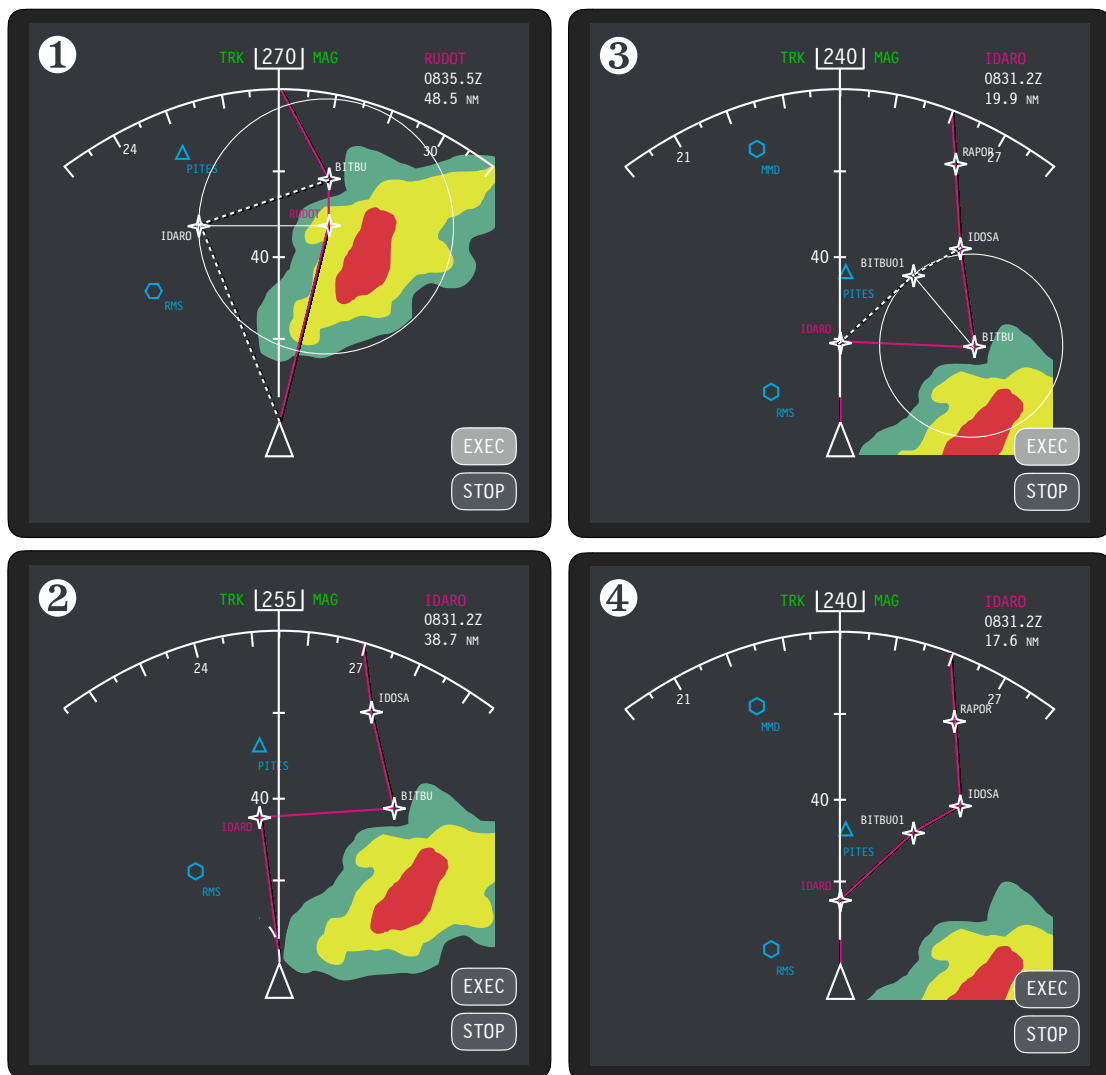 1
TRK 270 MAG
RUDOT
0835.5Z
48.5 NM
24
30
PITES
BITBU
RUDOT
IDARO
40
RMS
EXEC
STOP
3
TRK 240 MAG
IDARO
0831.2Z
19.9 NM
21
27
MMD
RAPOR
IDOSA
40
BITBU01
PITES
IDARO
BITBU
RMS
EXEC
STOP
2
TRK 255 MAG
IDARO
0831.2Z
38.7 NM
24
27
IDOSA
PITES
40
BITBU
IDARO
RMS
EXEC
STOP
4
TRK 240 MAG
IDARO
0831.2Z
17.6 NM
21
27
MMD
RAPOR
IDOSA
40
BITBU01
PITES
IDARO
RMS
EXEC
STOP